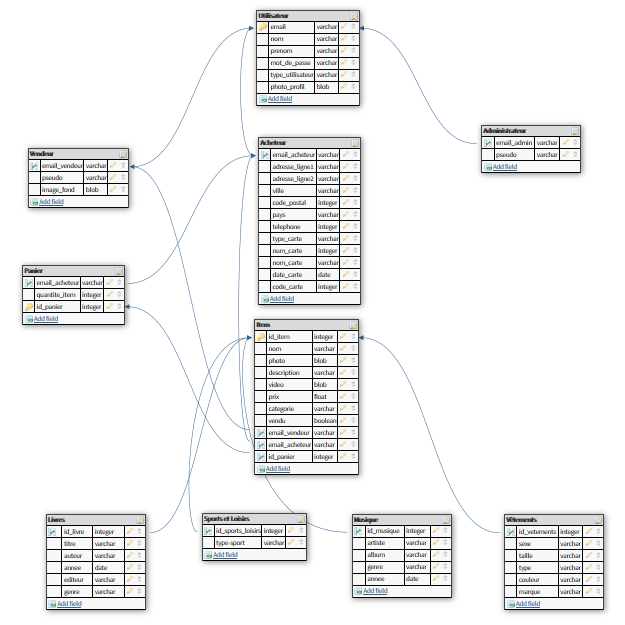 Utilisateur
email varchar
nom varchar
prenom varchar
mot_de_passe varchar
type_utilisateur varchar
photo_profil blob
Add field
Administrateur
email_admin varchar
pseudo varchar
Add field
Vendeur
email_vendeur varchar
pseudo varchar
image_fond blob
Add field
Acheteur
email_acheteur varchar
adresse_ligne1 varchar
adresse_ligne2 varchar
ville varchar
code_postal integer
pays varchar
telephone integer
type_carte varchar
num_carte integer
nom_carte varchar
date_carte date
code_carte integer
Add field
Panier
email_acheteur varchar
quantite_item integer
id_panier integer
Add field
Item
id_item integer
nom varchar
photo blob
description varchar
video blob
prix float
categorie varchar
vendu boolean
email_vendeur varchar
email_acheteur varchar
id_panier integer
Add field
Livres
id_livre integer
titre varchar
auteur varchar
annee date
editeur varchar
genre varchar
Add field
Sports et Loisirs
id_sports_loisirs integer
type-sport varchar
Add field
Musique
id_musique integer
artiste varchar
album varchar
genre varchar
annee date
Add field
Vêtements
id_vetements integer
sexe varchar
taille varchar
type varchar
couleur varchar
marque varchar
Add field